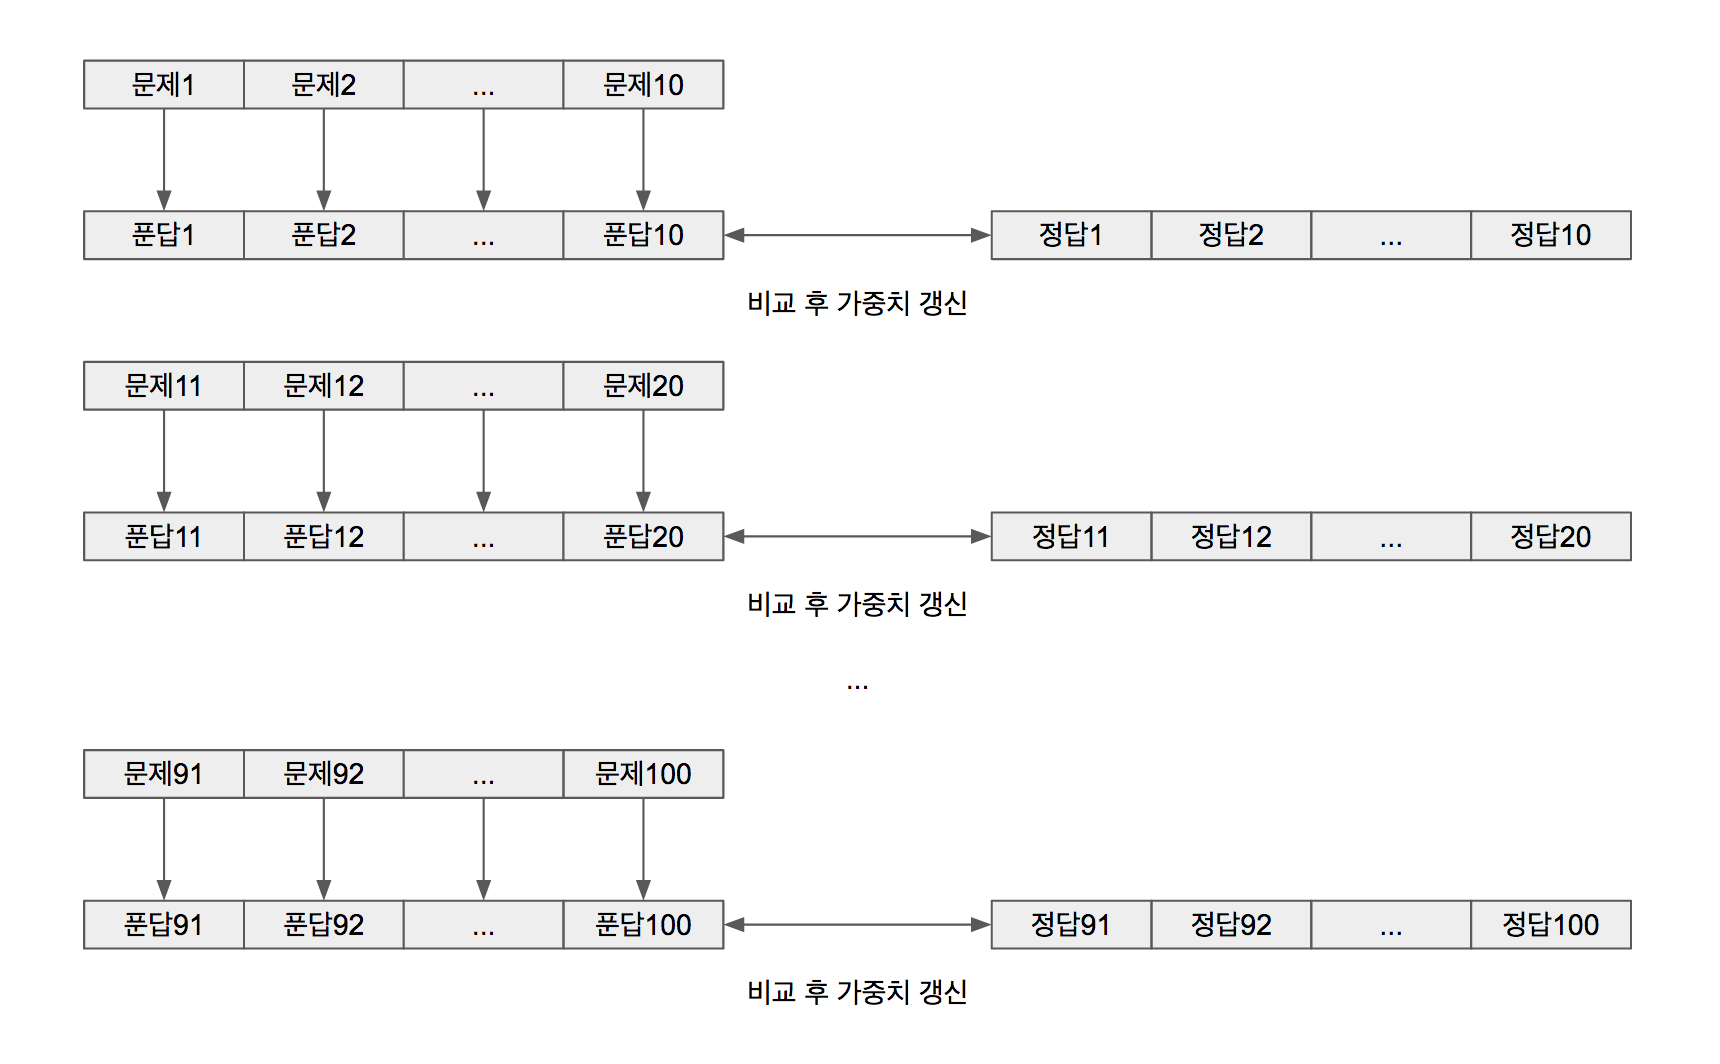 문제1 문제2 ... 문제10
푼답1 푼답2 ... 푼답10 정답1 정답2 ... 정답10
비교 후 가중치 갱신
문제11 문제12 ... 문제20
푼답11 푼답12 ... 푼답20 정답11 정답12 ... 정답20
비교 후 가중치 갱신
...
문제91 문제92 ... 문제100
푼답91 푼답92 ... 푼답100 정답91 정답92 ... 정답100
비교 후 가중치 갱신